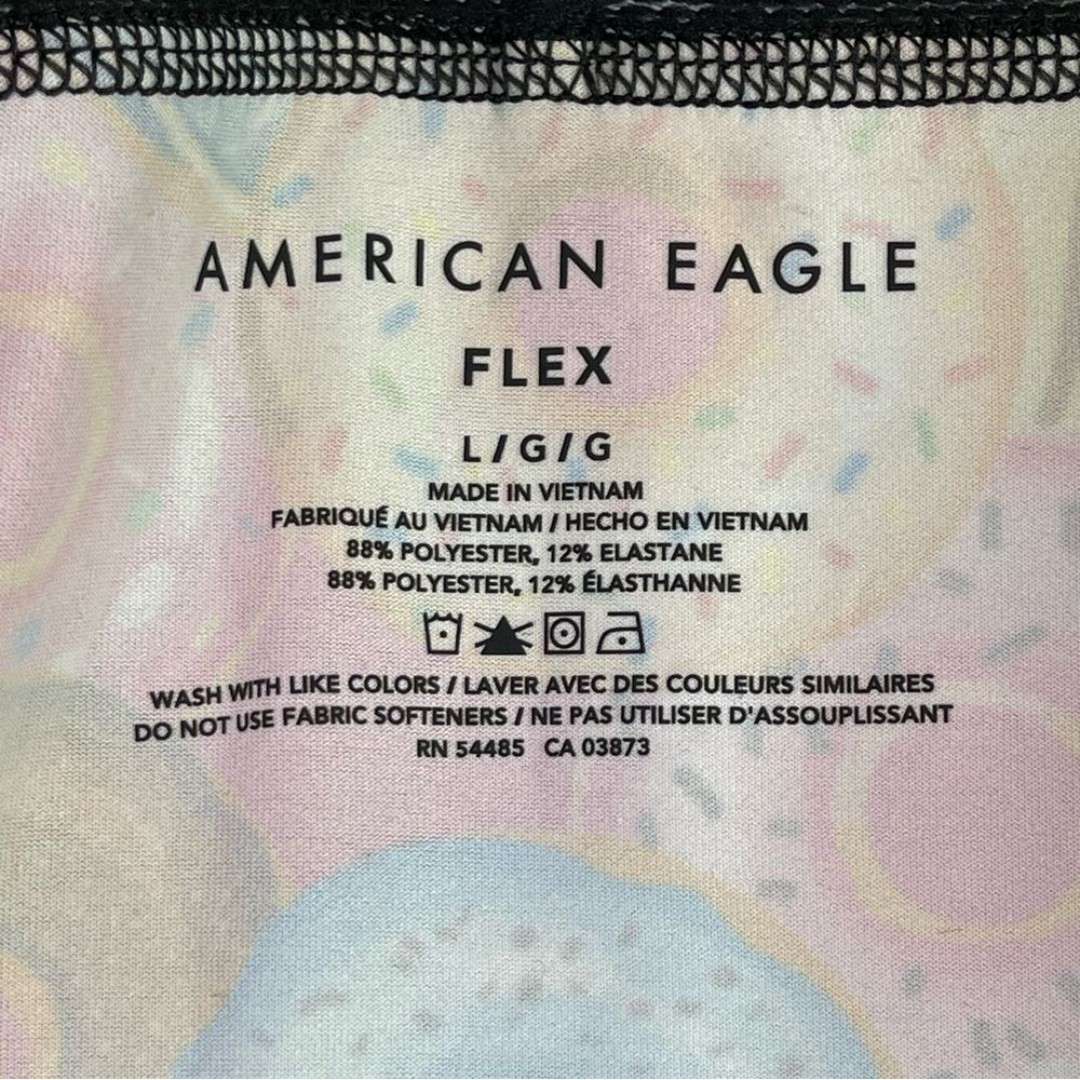 AMERICAN EAGLE
FLEX
L/G/G
MADE IN VIETNAM
FABRIQUÉ AU VIETNAM / HECHO EN VIETNAM
88% POLYESTER, 12% ELASTANE
88% POLYESTER, 12% ÉLASTHANNE
WASH WITH LIKE COLORS / LAVER AVEC DES COULEURS SIMILAIRES
DO NOT USE FABRIC SOFTENERS / NE PAS UTILISER D'ASSOUPLISSANT
RN 54485 CA 03873